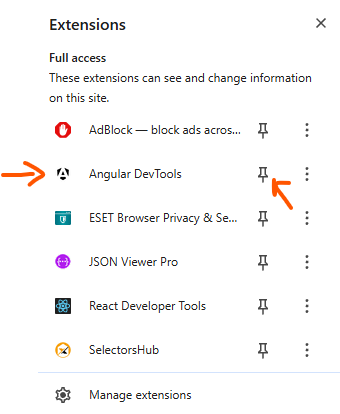 Extensions
Full access
These extensions can see and change information
on this site.
AdBlock — block ads acros...
Angular DevTools
ESET Browser Privacy & Se...
JSON Viewer Pro
React Developer Tools
SelectorsHub
Manage extensions